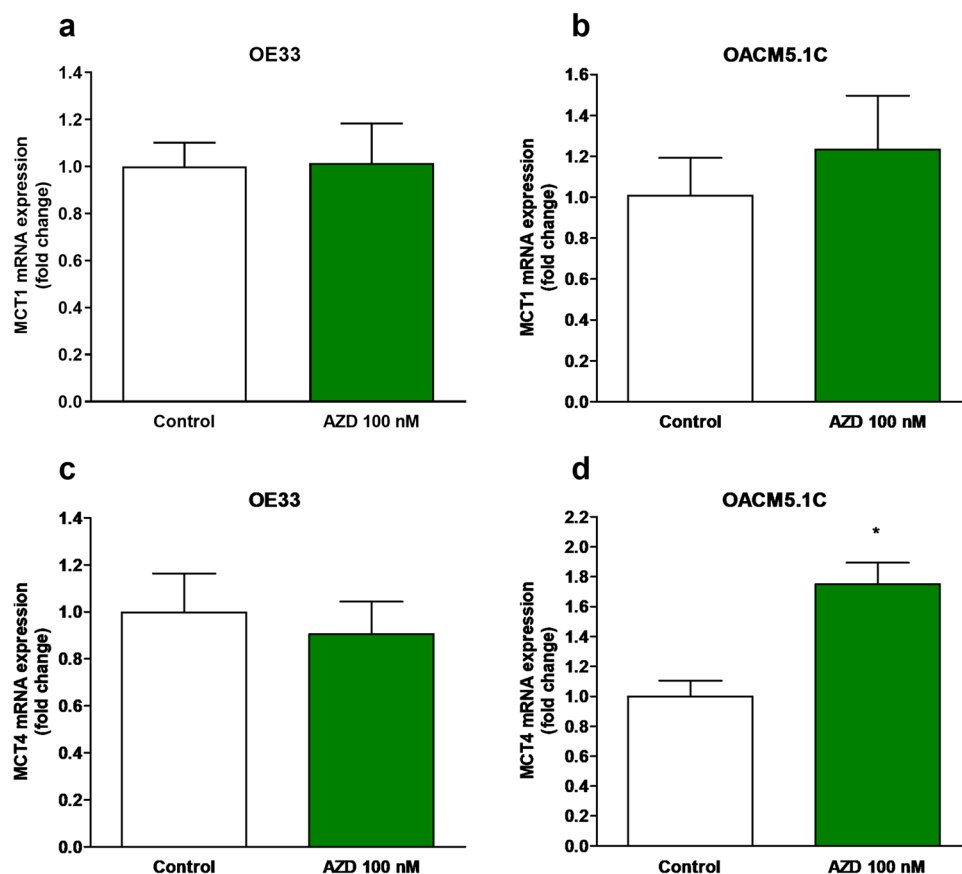 a
OE33
MCT1 mRNA expression
(fold change)
1.4
1.2
1.0
0.8
0.6
0.4
0.2
0.0
Control
AZD 100 nM
b
OACM5.1C
MCT1 mRNA expression
(fold change)
1.6
1.4
1.2
1.0
0.8
0.6
0.4
0.2
0.0
Control
AZD 100 nM
c
OE33
MCT4 mRNA expression
(fold change)
1.4
1.2
1.0
0.8
0.6
0.4
0.2
0.0
Control
AZD 100 nM
d
OACM5.1C
MCT4 mRNA expression
(fold change)
2.2
2.0
1.8
1.6
1.4
1.2
1.0
0.8
0.6
0.4
0.2
0.0
*
Control
AZD 100 nM